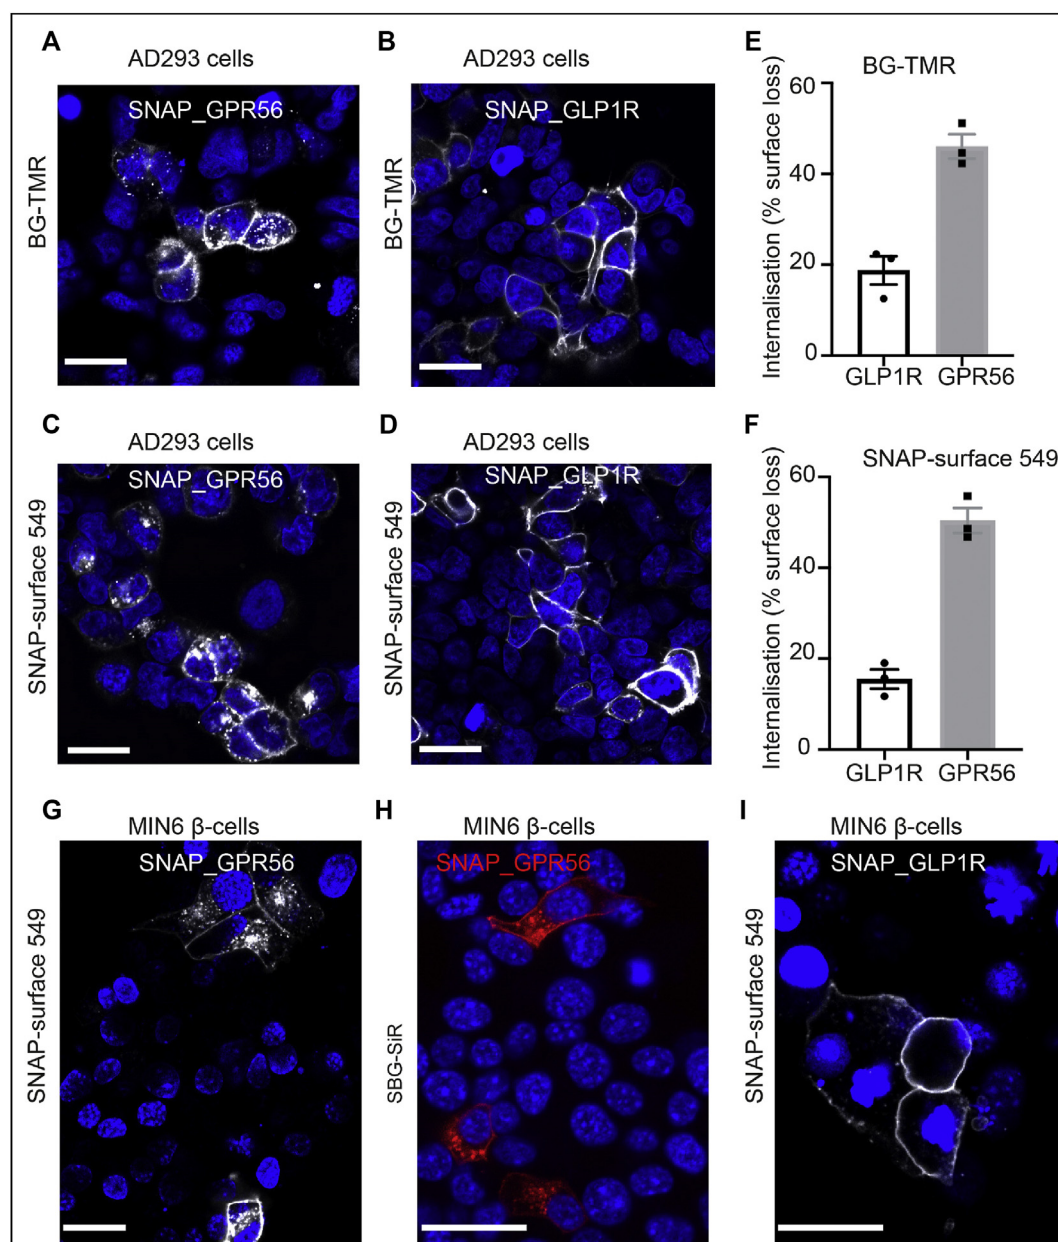 A
AD293 cells
SNAP_GPR56
BG-TMR
B
AD293 cells
SNAP_GLP1R
BG-TMR
E
BG-TMR
Internalisation (% surface loss)
60
40
20
0
GLP1R
GPR56
C
AD293 cells
SNAP_GPR56
SNAP-surface 549
D
AD293 cells
SNAP_GLP1R
SNAP-surface 549
F
SNAP-surface 549
Internalisation (% surface loss)
60
40
20
0
GLP1R
GPR56
G
MIN6 β-cells
SNAP_GPR56
SNAP-surface 549
H
MIN6 β-cells
SNAP_GPR56
SBG-SiR
I
MIN6 β-cells
SNAP_GLP1R
SNAP-surface 549